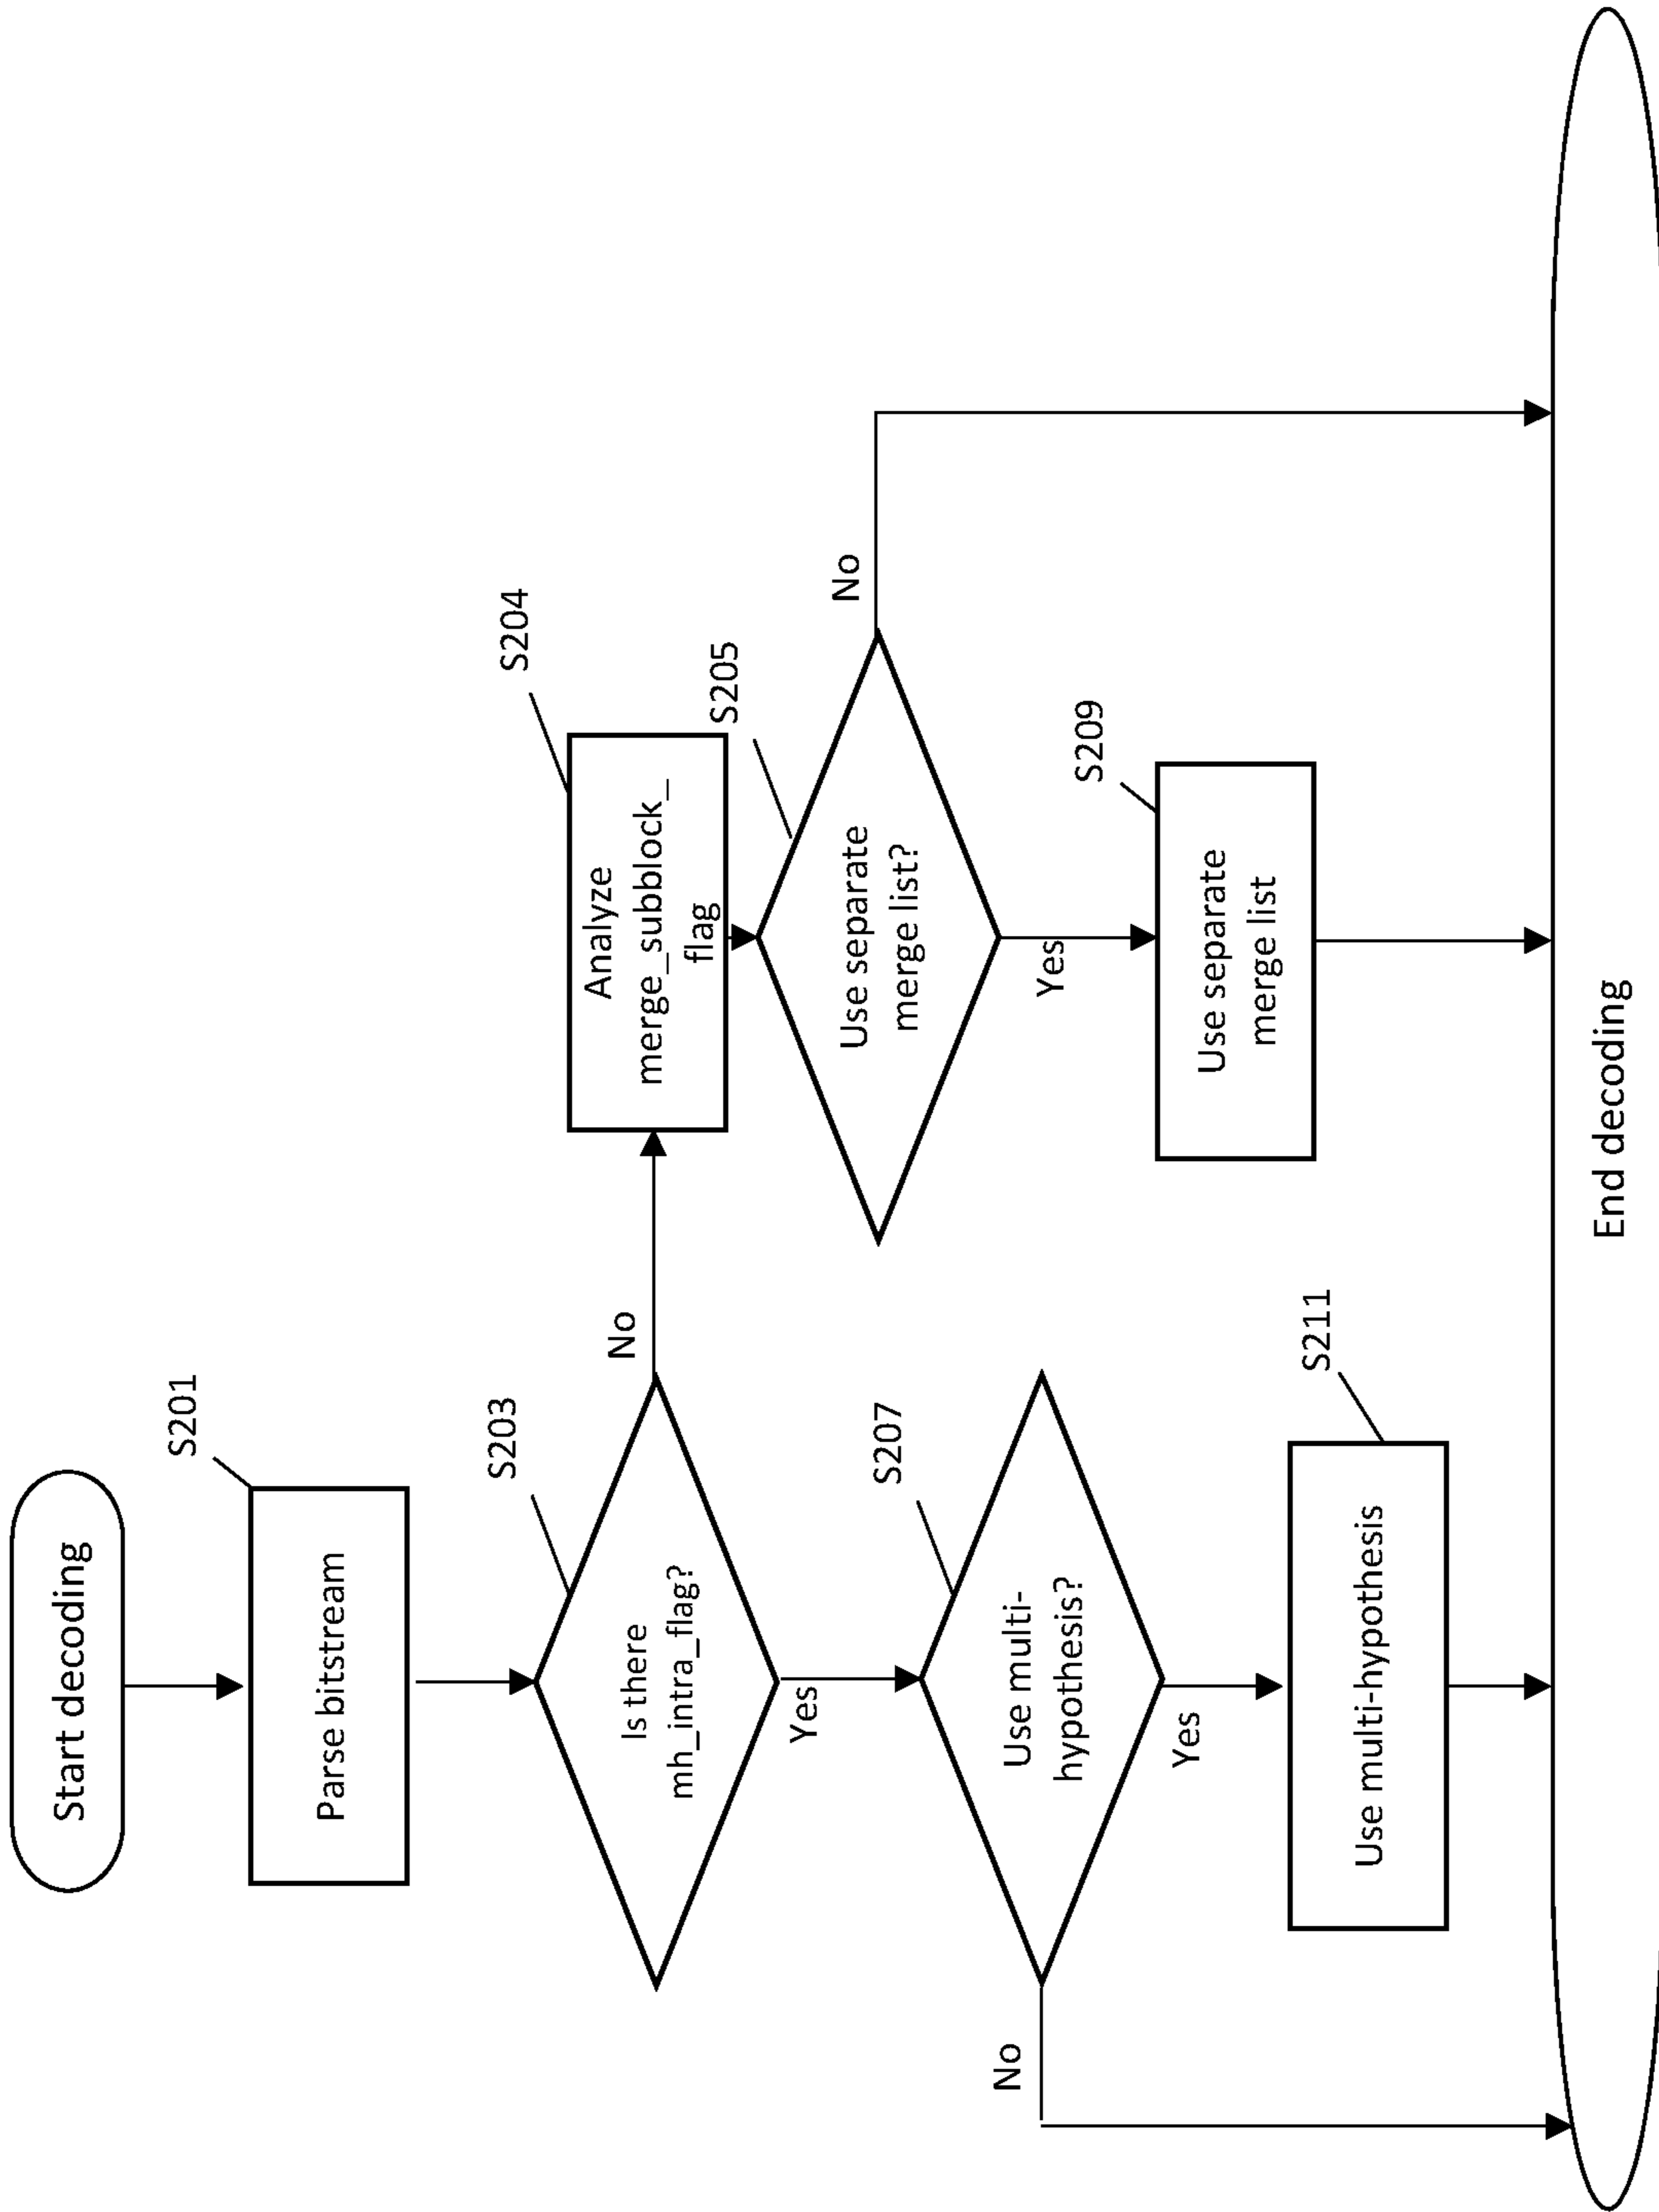 Start decoding
S201
Parse bitstream
S203
Is there
mh_intra_flag?
No
Yes
S204
Analyze
merge_subblock_
flag
S205
Use separate
merge list?
No
Yes
S207
Use multi-
hypothesis?
No
Yes
S209
Use separate
merge list
S211
Use multi-hypothesis
End decoding